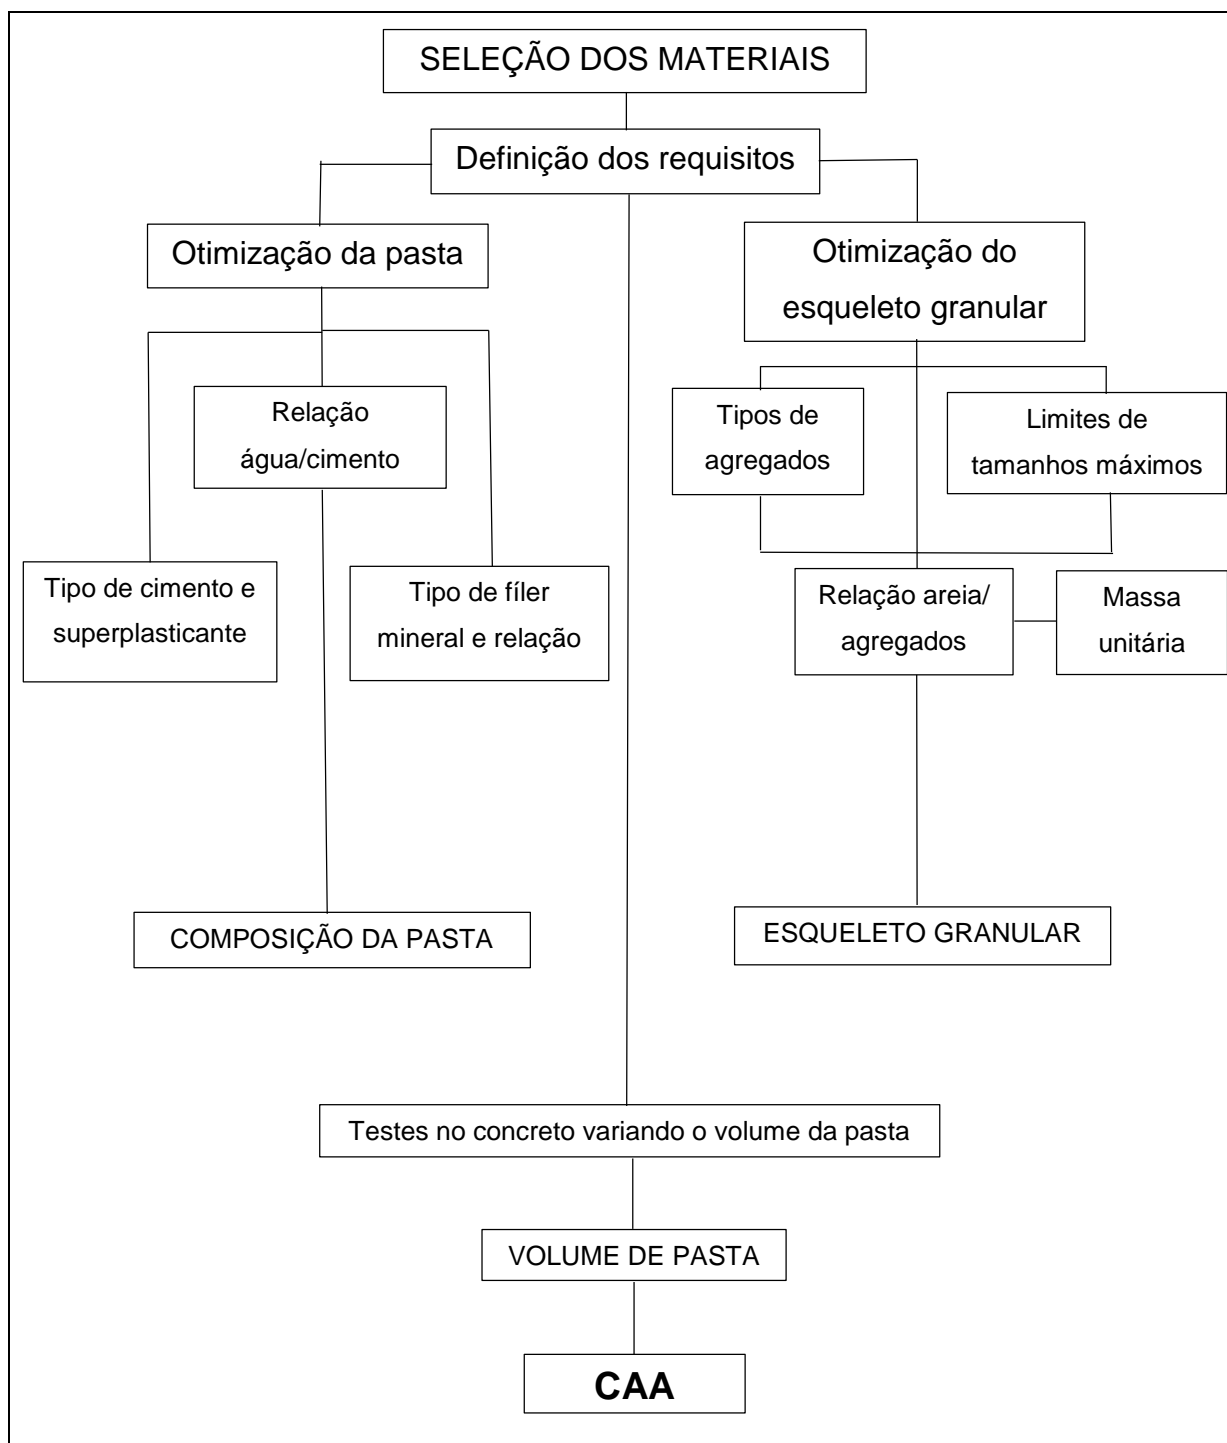 SELEÇÃO DOS MATERIAIS
Definição dos requisitos
Otimização da pasta
Otimização do
esqueleto granular
Relação
água/cimento
Tipos de
agregados
Limites de
tamanhos máximos
Tipo de cimento e
superplasticante
Tipo de fíler
mineral e relação
Relação areia/
agregados
Massa
unitária
COMPOSIÇÃO DA PASTA
ESQUELETO GRANULAR
Testes no concreto variando o volume da pasta
VOLUME DE PASTA
CAA